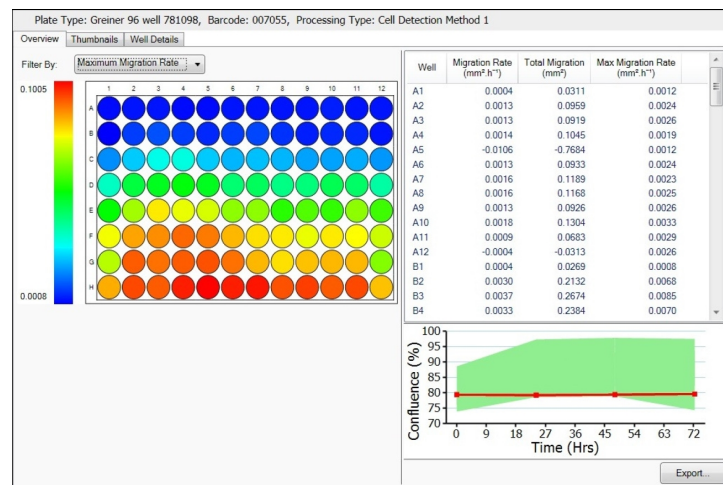 Plate Type: Greiner 96 well 781098, Barcode: 007055, Processing Type: Cell Detection Method 1
Overview Thumbnails Well Details
Filter By: Maximum Migration Rate
0.1005
0.0008
1 2 3 4 5 6 7 8 9 10 11 12
A
B
C
D
E
F
G
H
Well Migration Rate (mm².h⁻¹) Total Migration (mm²) Max Migration Rate (mm².h⁻¹)
A1 0.0004 0.0311 0.0012
A2 0.0013 0.0959 0.0024
A3 0.0013 0.0919 0.0026
A4 0.0014 0.1045 0.0019
A5 -0.0106 -0.7684 0.0012
A6 0.0013 0.0933 0.0024
A7 0.0016 0.1189 0.0023
A8 0.0016 0.1168 0.0025
A9 0.0013 0.0926 0.0026
A10 0.0018 0.1304 0.0033
A11 0.0009 0.0683 0.0029
A12 -0.0004 -0.0313 0.0026
B1 0.0004 0.0269 0.0008
B2 0.0030 0.2132 0.0068
B3 0.0037 0.2674 0.0085
B4 0.0033 0.2384 0.0070
Confluence (%)
100
95
90
85
80
75
70
0 9 18 27 36 45 54 63 72
Time (Hrs)
Export...